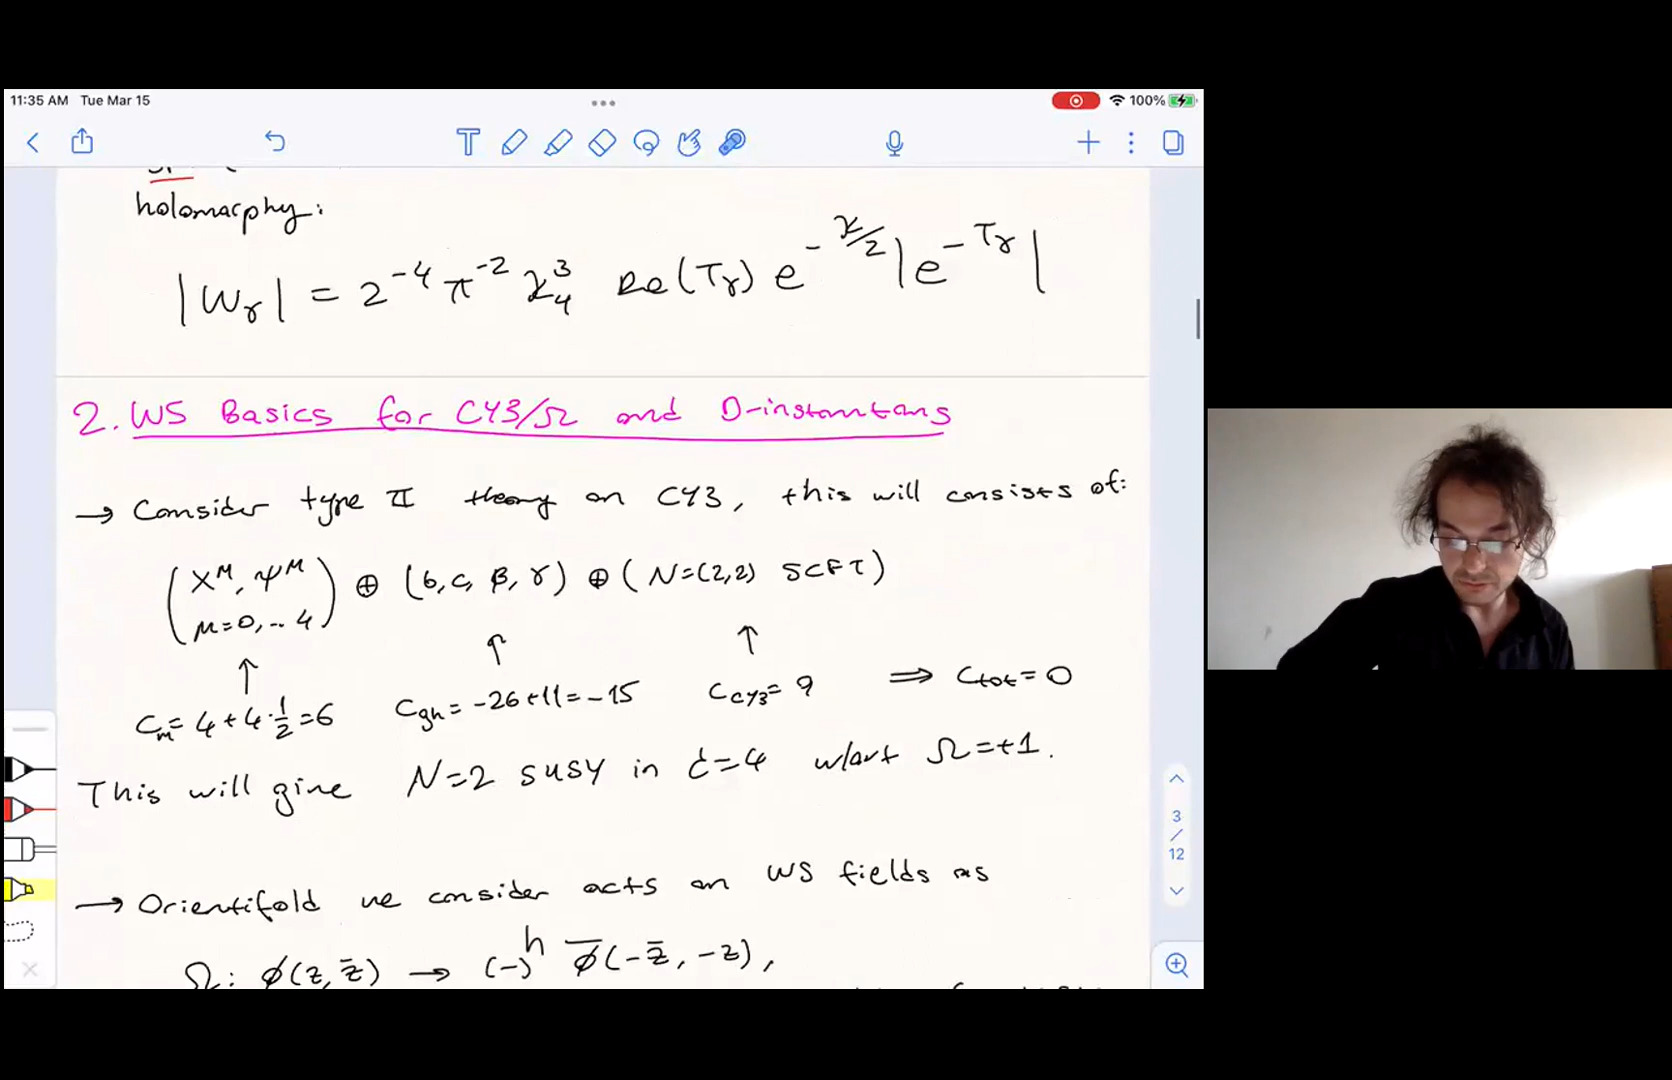 11:35 AM Tue Mar 15
100%
holomorphy:
|W_γ| = 2^{-4} π^{-2} κ_4^3 Re(T_γ) e^{-K/2} |e^{-T_γ}|
2. WS Basics for CY3/Ω and D-instantons
→ Consider type II theory on CY3, this will consists of:
(X^M, ψ^M
M=0,..4) ⊕ (b, c, β, γ) ⊕ (N=(2,2) SCFT)
↑ ↑ ↑
C_m = 4 + 4·1/2 = 6 C_gh = -26+11 = -15 C_CY3 = 9 ⇒ C_tot = 0
This will give N=2 SUSY in d=4 w/out Ω=+1.
→ Orientifold we consider acts on WS fields as
Ω: φ(z, z̄) → (-)^h φ̄(-z̄, -z),
3
/
12